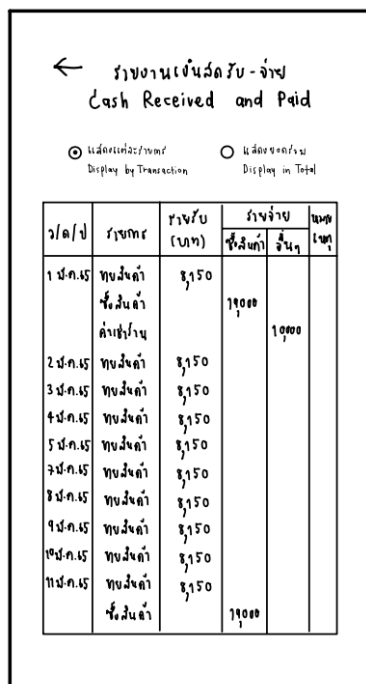 รายงานเงินสดรับ-จ่าย
Cash Received and Paid
แสดงแต่ละรายการ แสดงยอดรวม
Display by Transaction Display in Total
ว/ด/ป รายการ รายรับ (บาท) รายจ่าย หมายเหตุ
ซื้อสินค้า อื่นๆ
1 ม.ค.65 ขายสินค้า 8,150
ซื้อสินค้า 19,000
ค่าเช่าร้าน 10,000
2 ม.ค.65 ขายสินค้า 8,150
3 ม.ค.65 ขายสินค้า 8,150
4 ม.ค.65 ขายสินค้า 8,150
5 ม.ค.65 ขายสินค้า 8,150
7 ม.ค.65 ขายสินค้า 8,150
8 ม.ค.65 ขายสินค้า 8,150
9 ม.ค.65 ขายสินค้า 8,150
10 ม.ค.65 ขายสินค้า 8,150
11 ม.ค.65 ขายสินค้า 8,150
ซื้อสินค้า 19,000